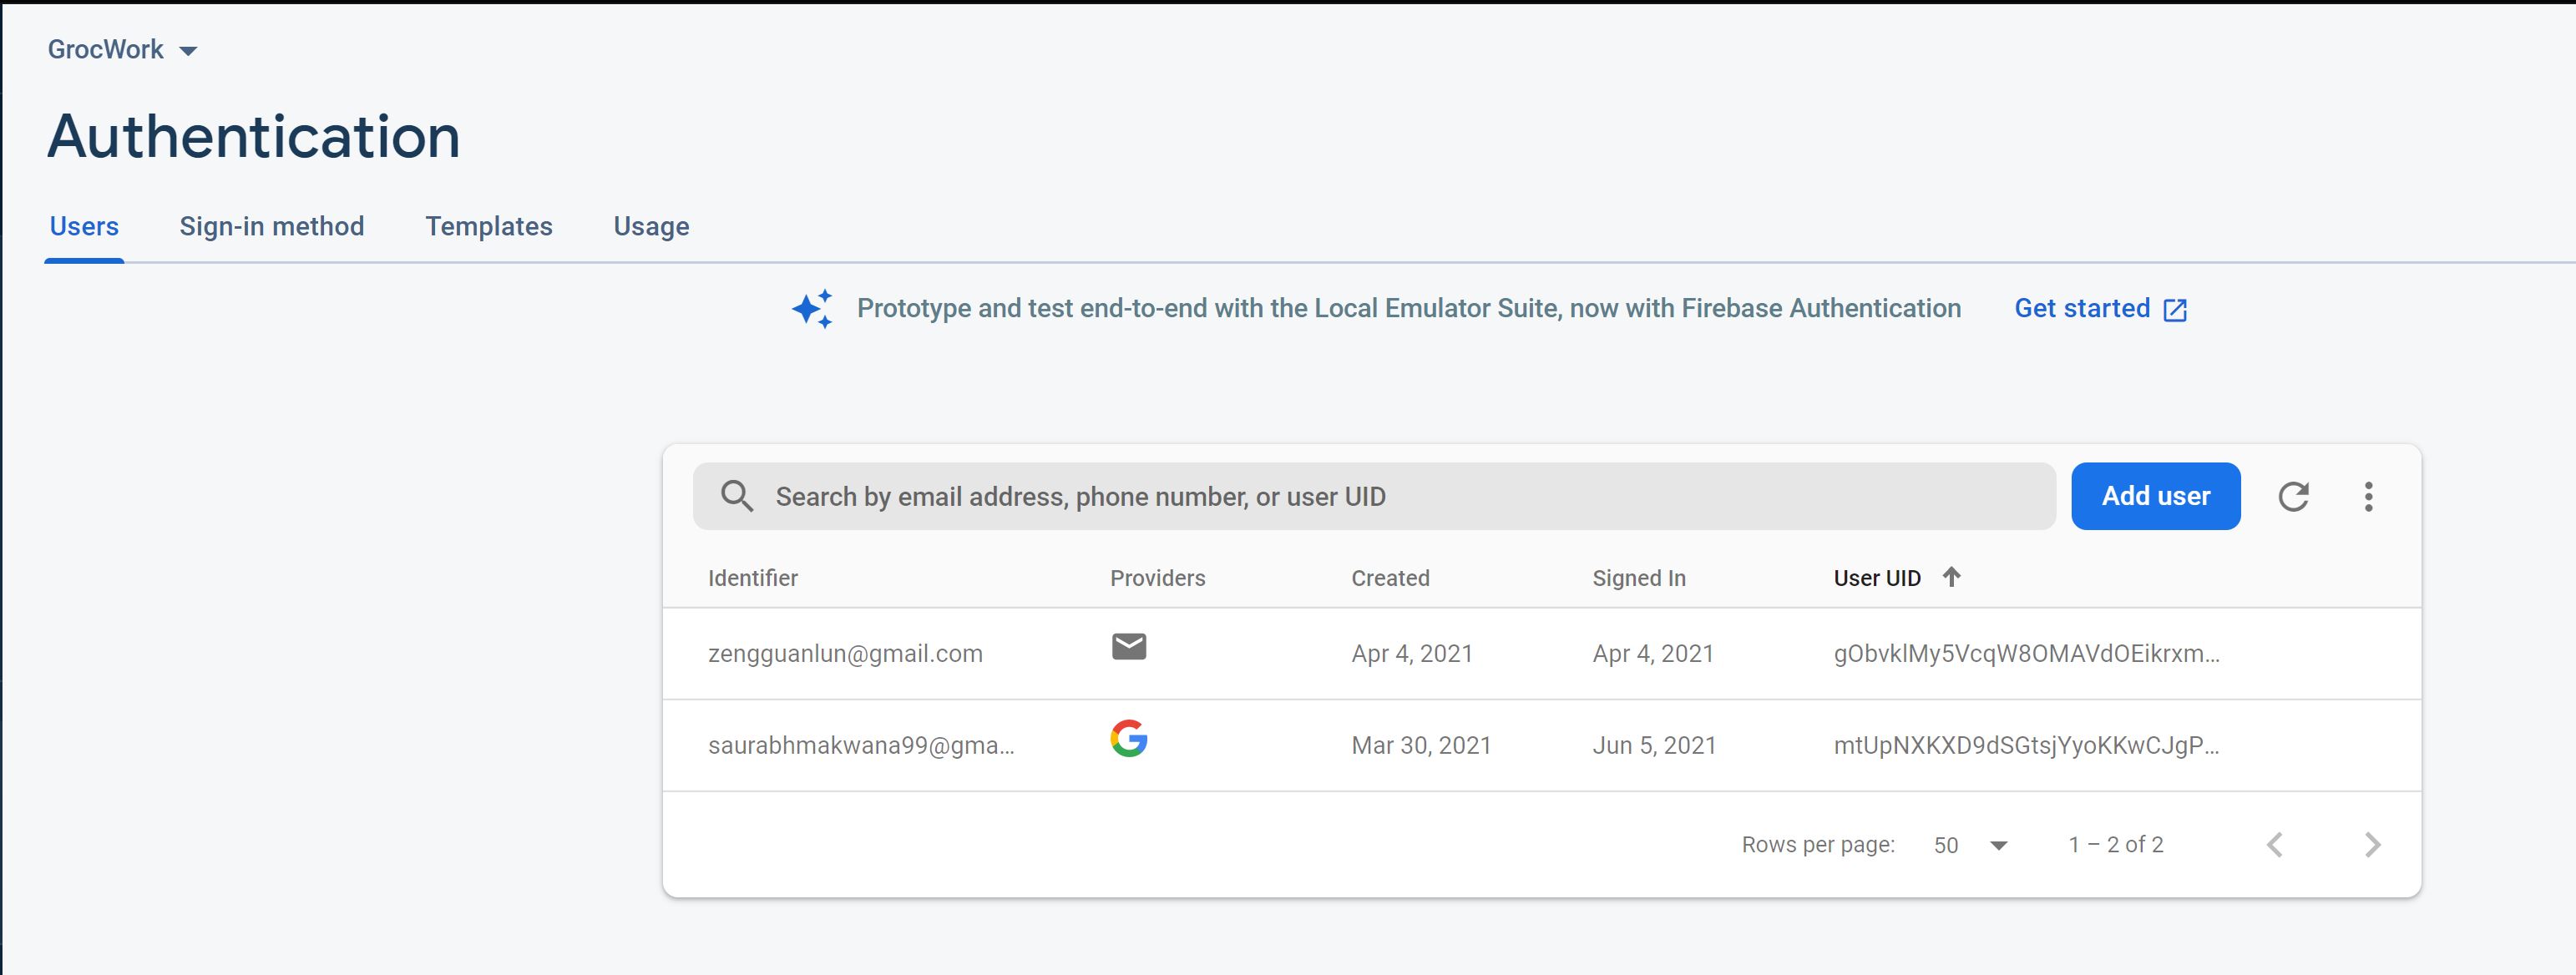 GrocWork
Authentication
Users Sign-in method Templates Usage
Prototype and test end-to-end with the Local Emulator Suite, now with Firebase Authentication Get started
Search by email address, phone number, or user UID Add user
Identifier Providers Created Signed In User UID
zengguanlun@gmail.com Apr 4, 2021 Apr 4, 2021 gObvklMy5VcqW8OMAVdOEikrxm...
saurabhmakwana99@gma... Mar 30, 2021 Jun 5, 2021 mtUpNXKXD9dSGtsjYyoKKwCJgP...
Rows per page: 50 1 – 2 of 2